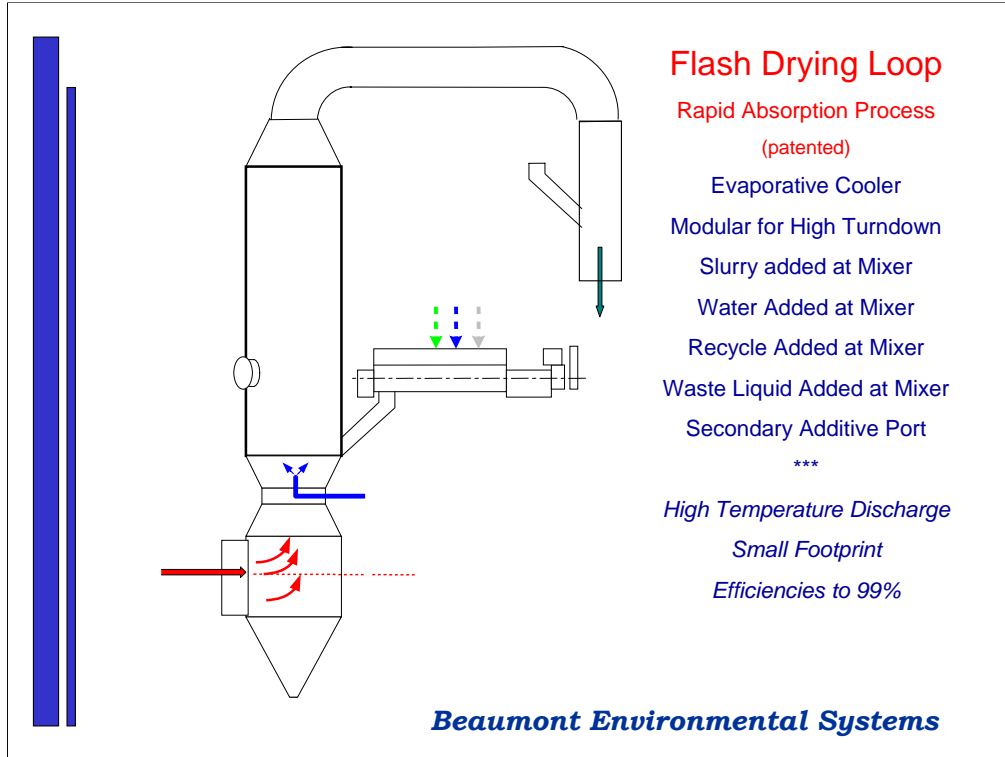 Flash Drying Loop
Rapid Absorption Process
(patented)
Evaporative Cooler
Modular for High Turndown
Slurry added at Mixer
Water Added at Mixer
Recycle Added at Mixer
Waste Liquid Added at Mixer
Secondary Additive Port
***
High Temperature Discharge
Small Footprint
Efficiencies to 99%
Beaumont Environmental Systems